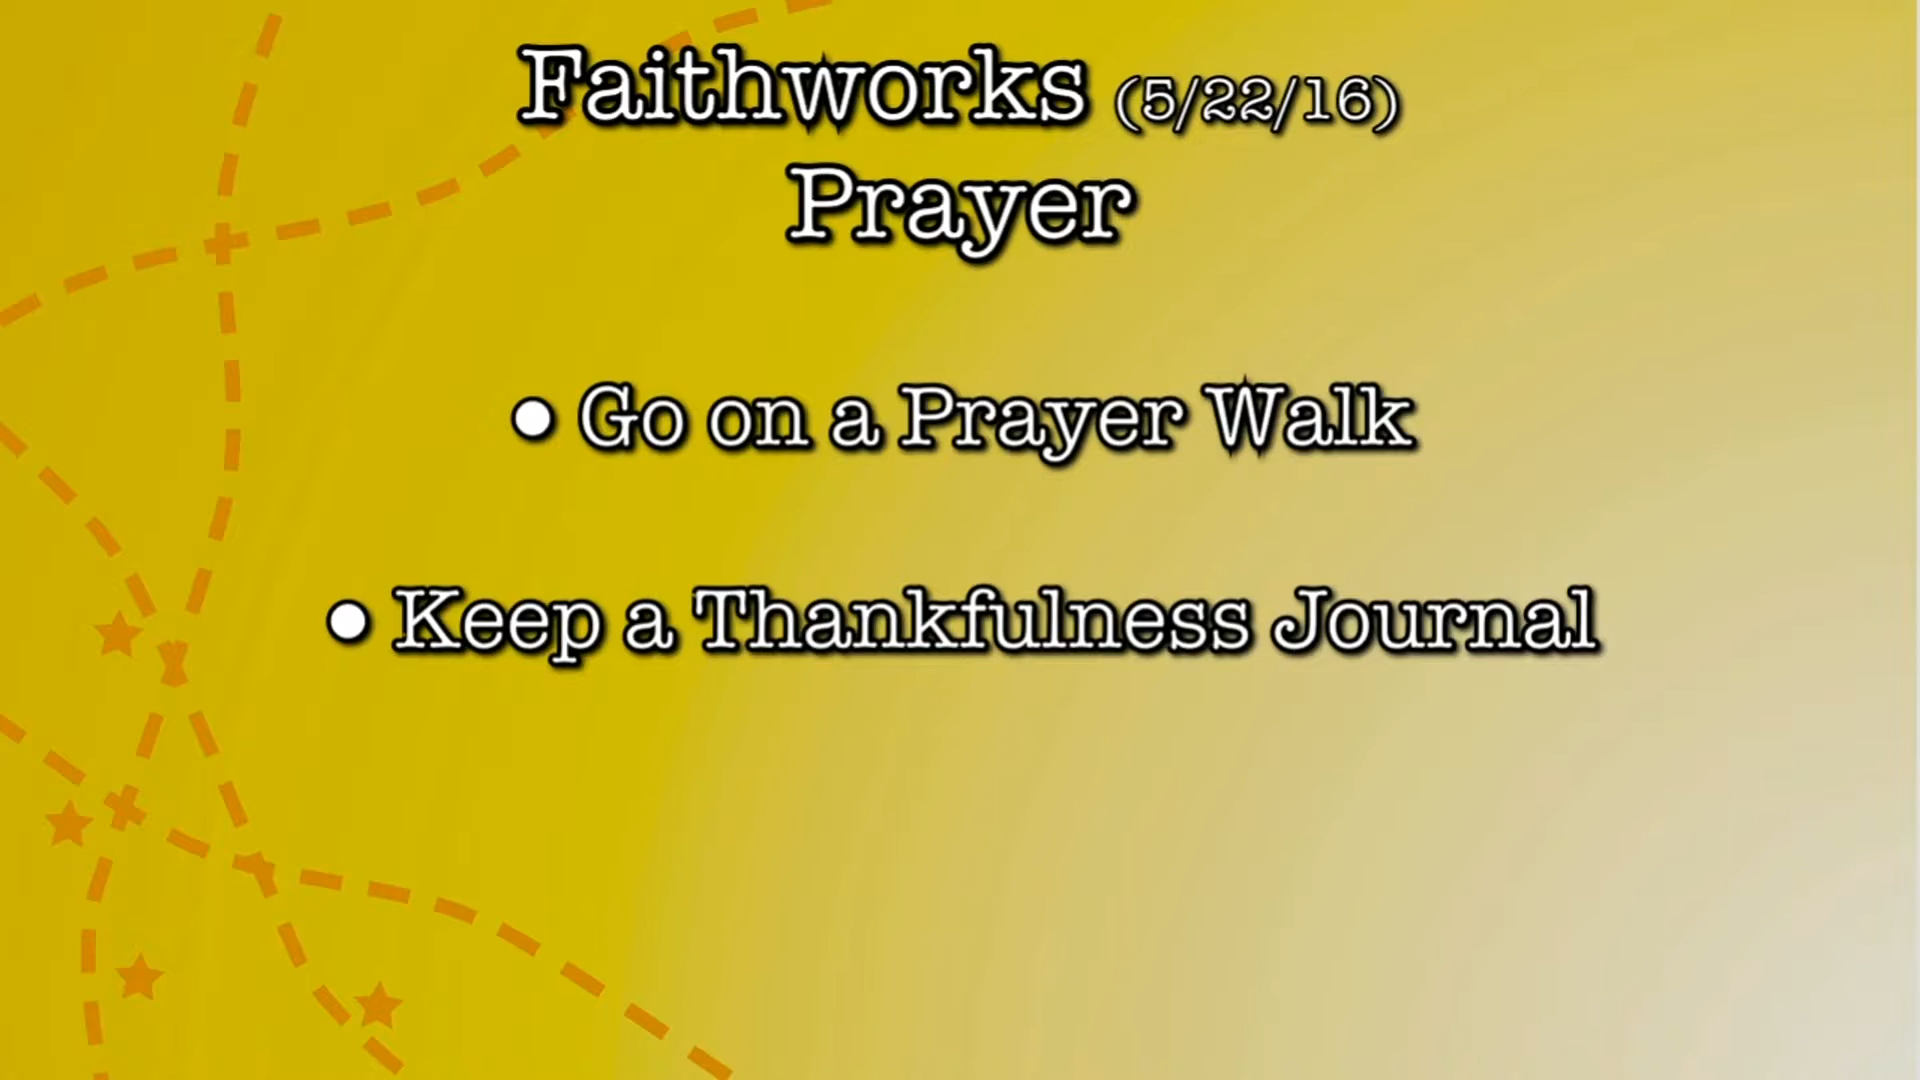 Faithworks (5/22/16)
Prayer
• Go on a Prayer Walk
• Keep a Thankfulness Journal